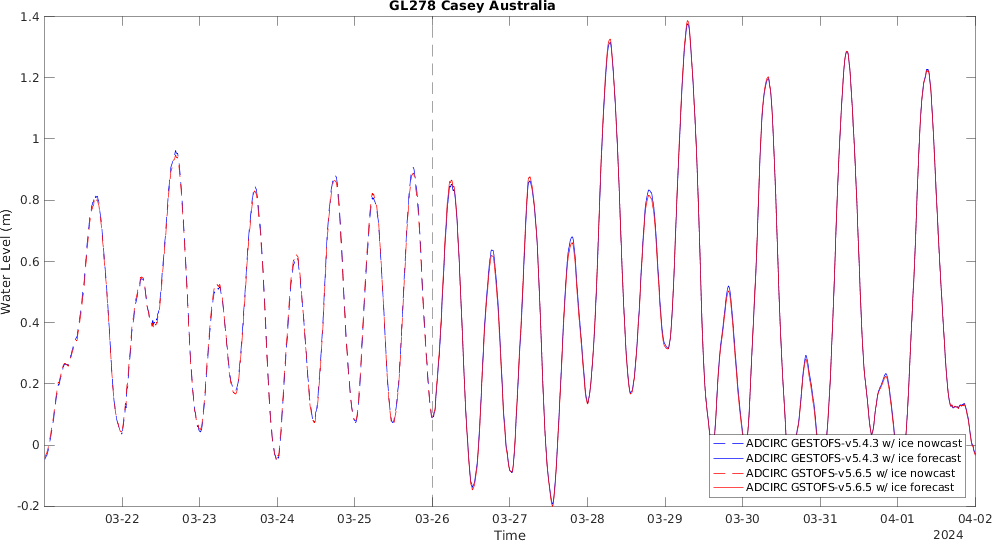 GL278 Casey Australia
1.4
1.2
1
0.8
0.6
0.4
0.2
0
-0.2
Water Level (m)
ADCIRC GESTOFS-v5.4.3 w/ ice nowcast
ADCIRC GESTOFS-v5.4.3 w/ ice forecast
ADCIRC GSTOFS-v5.6.5 w/ ice nowcast
ADCIRC GSTOFS-v5.6.5 w/ ice forecast
03-22 03-23 03-24 03-25 03-26 03-27 03-28 03-29 03-30 03-31 04-01 04-02
Time
2024